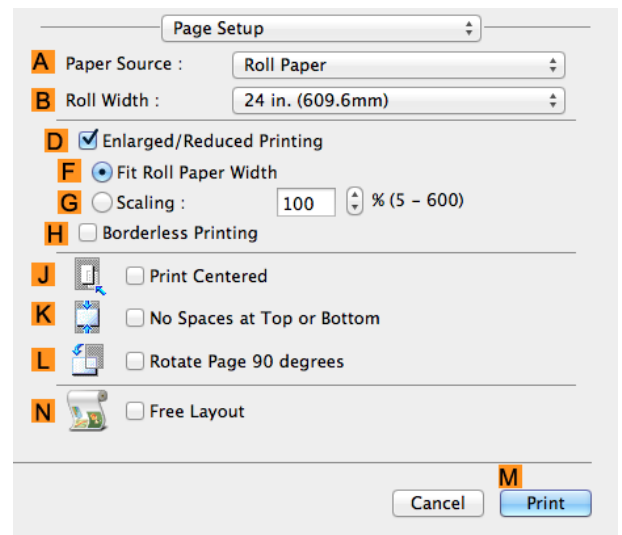 Page Setup
A Paper Source : Roll Paper
B Roll Width : 24 in. (609.6mm)
D Enlarged/Reduced Printing
F Fit Roll Paper Width
G Scaling : 100 % (5 – 600)
H Borderless Printing
J Print Centered
K No Spaces at Top or Bottom
L Rotate Page 90 degrees
N Free Layout
M
Cancel Print